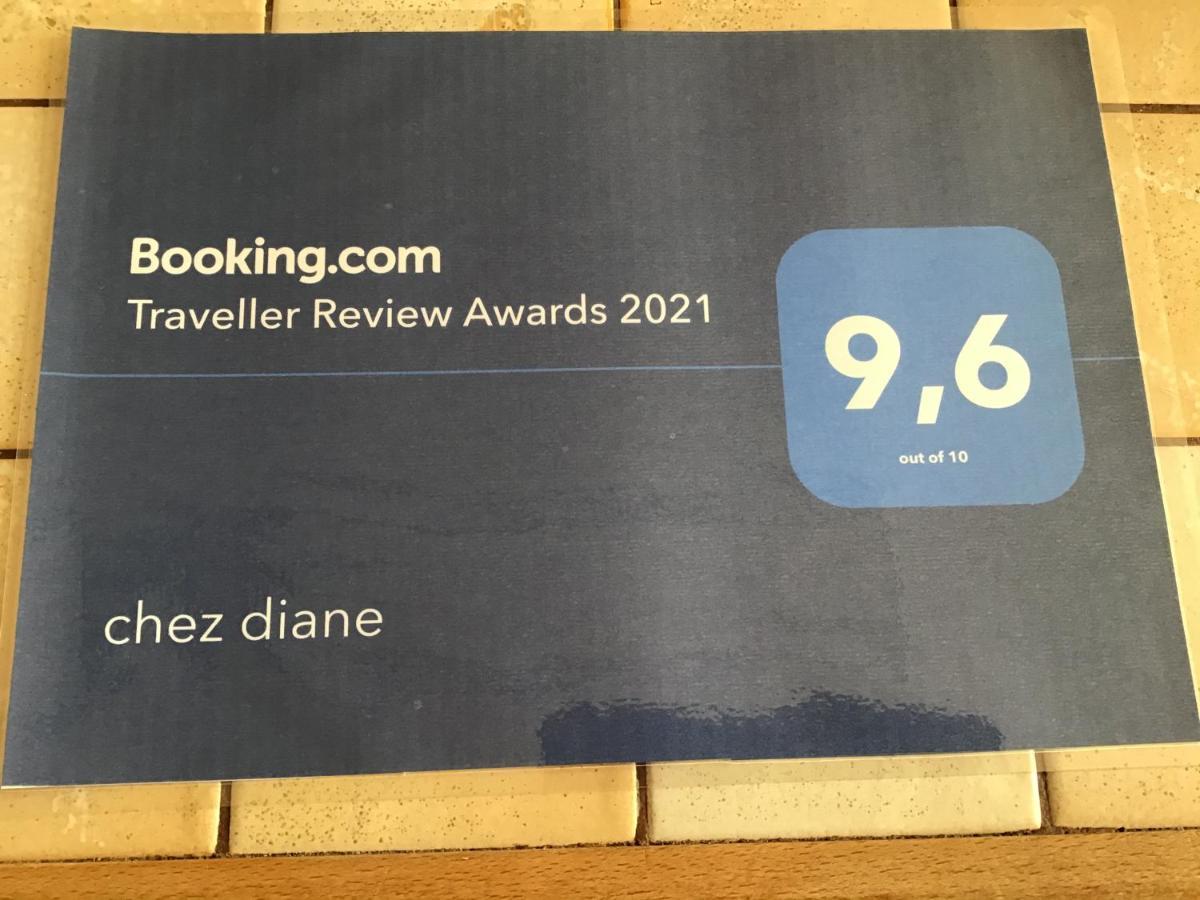 Booking.com
Traveller Review Awards 2021
9,6
out of 10
chez diane